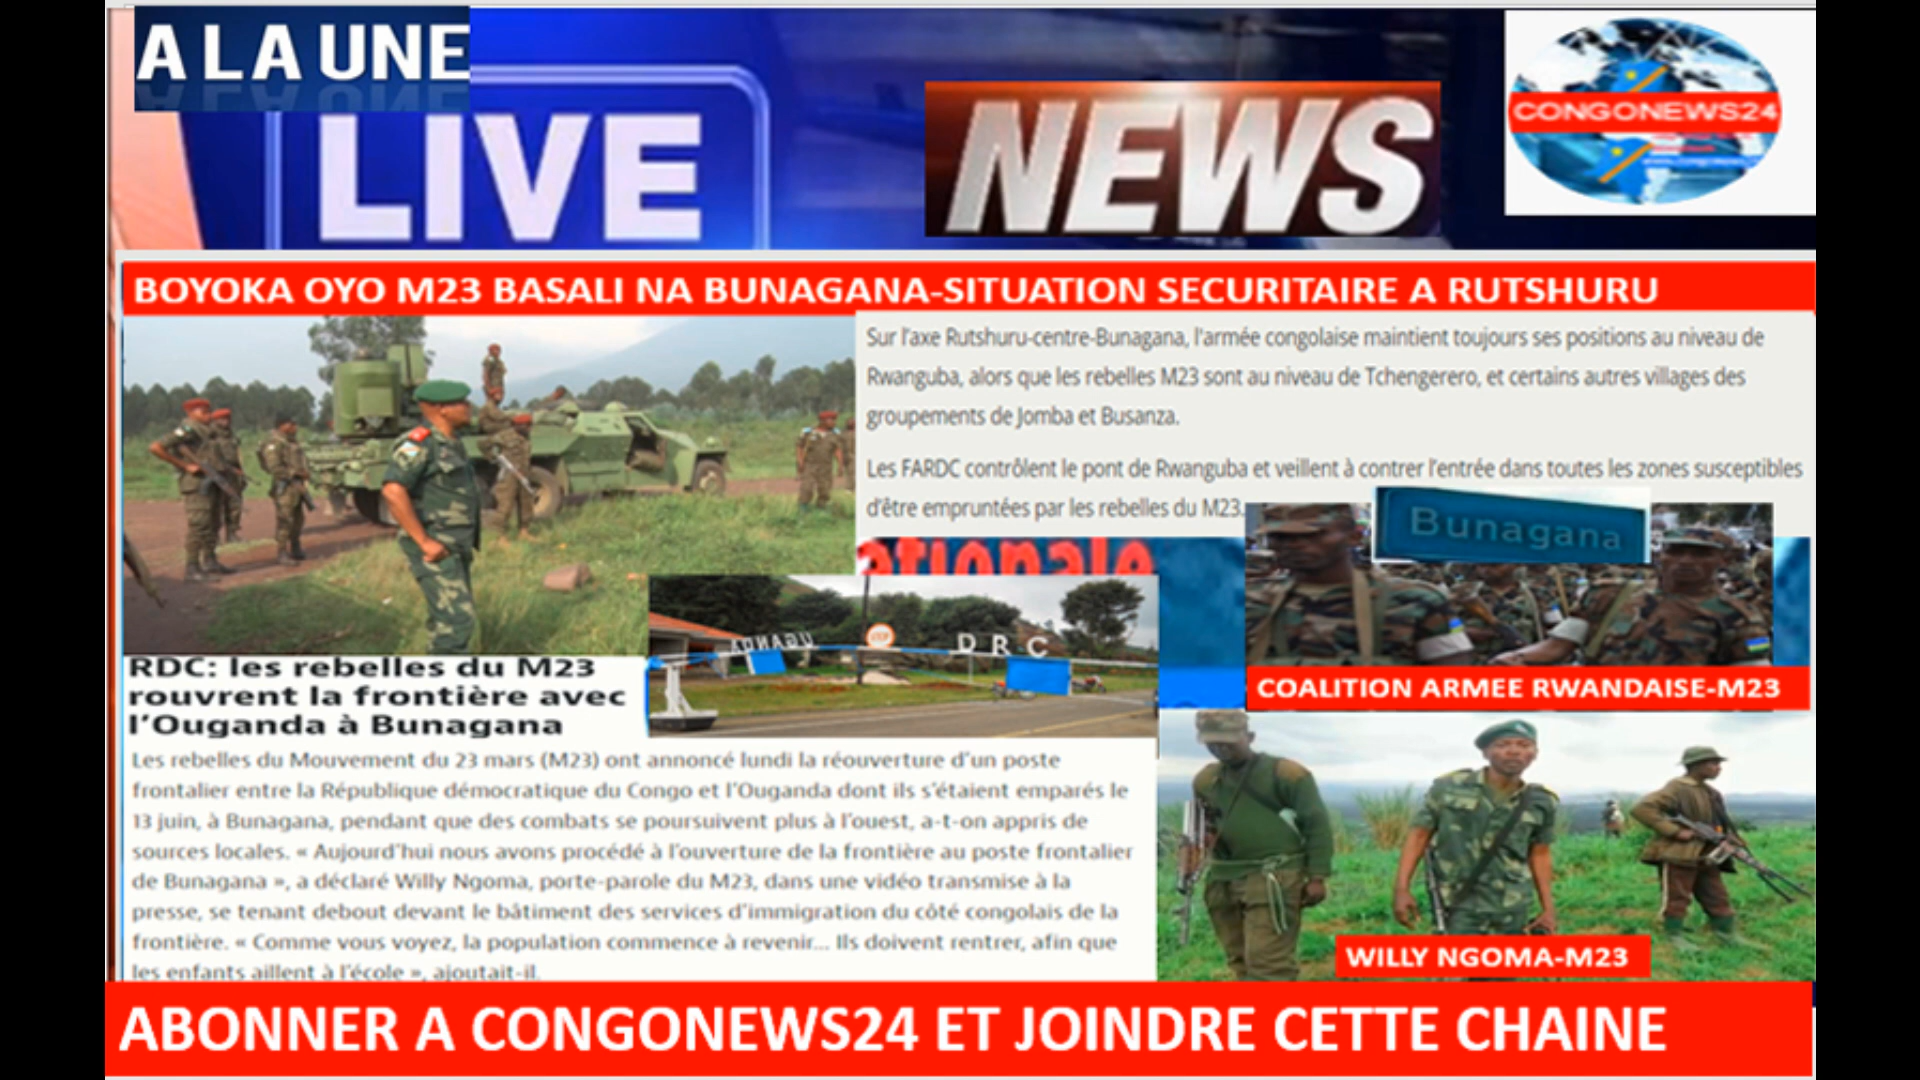 A LA UNE
LIVE
NEWS
CONGONEWS24
BOYOKA OYO M23 BASALI NA BUNAGANA-SITUATION SECURITAIRE A RUTSHURU
Sur l'axe Rutshuru-centre-Bunagana, l'armée congolaise maintient toujours ses positions au niveau de
Rwanguba, alors que les rebelles M23 sont au niveau de Tchengerero, et certains autres villages des
groupements de Jomba et Busanza.
Les FARDC contrôlent le pont de Rwanguba et veillent à contrer l'entrée dans toutes les zones susceptibles
d'être empruntées par les rebelles du M23.
Bunagana
ationale
UGANDA
STOP
DRC
COALITION ARMEE RWANDAISE-M23
RDC: les rebelles du M23
rouvrent la frontière avec
l'Ouganda à Bunagana
Les rebelles du Mouvement du 23 mars (M23) ont annoncé lundi la réouverture d'un poste
frontalier entre la République démocratique du Congo et l'Ouganda dont ils s'étaient emparés le
13 juin, à Bunagana, pendant que des combats se poursuivent plus à l'ouest, a-t-on appris de
sources locales. « Aujourd'hui nous avons procédé à l'ouverture de la frontière au poste frontalier
de Bunagana », a déclaré Willy Ngoma, porte-parole du M23, dans une vidéo transmise à la
presse, se tenant debout devant le bâtiment des services d'immigration du côté congolais de la
frontière. « Comme vous voyez, la population commence à revenir... Ils doivent rentrer, afin que
les enfants aillent à l'école », ajoutait-il.
WILLY NGOMA-M23
ABONNER A CONGONEWS24 ET JOINDRE CETTE CHAINE